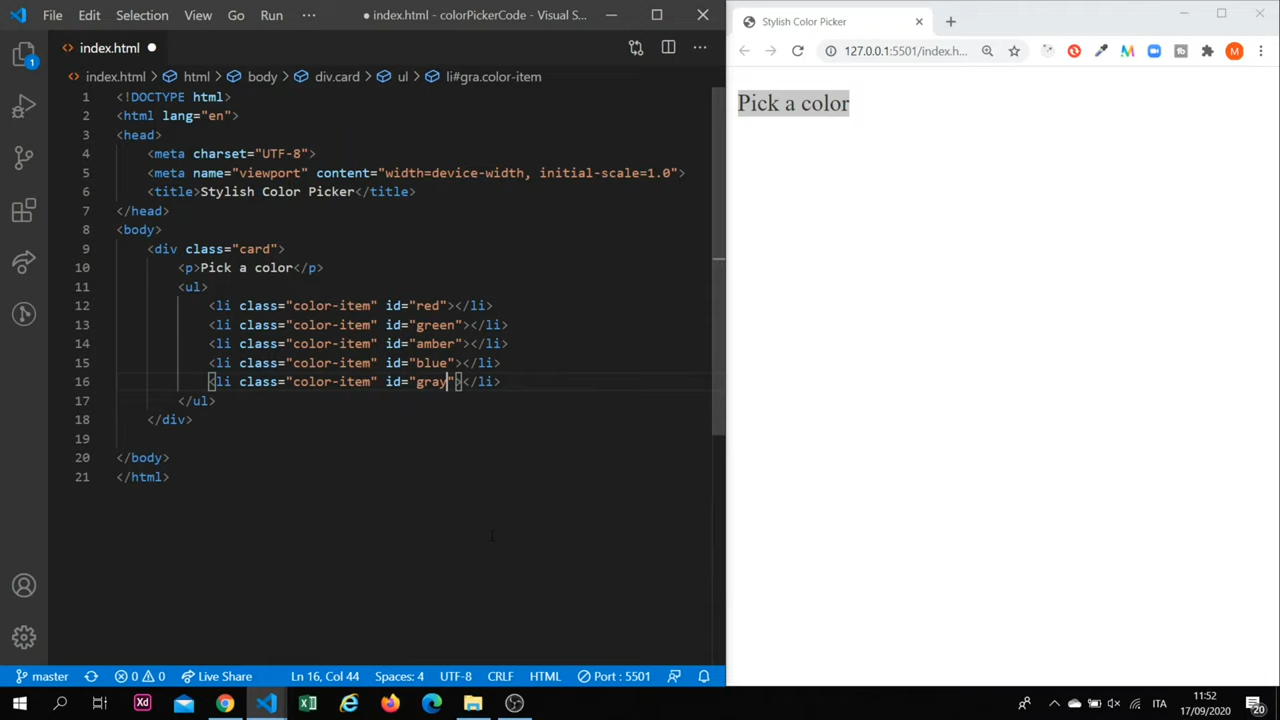 File Edit Selection View Go Run ··· ● index.html - colorPickerCode - Visual S...
index.html ●
index.html > html > body > div.card > ul > li#gra.color-item
1 <!DOCTYPE html>
2 <html lang="en">
3 <head>
4 <meta charset="UTF-8">
5 <meta name="viewport" content="width=device-width, initial-scale=1.0">
6 <title>Stylish Color Picker</title>
7 </head>
8 <body>
9 <div class="card">
10 <p>Pick a color</p>
11 <ul>
12 <li class="color-item" id="red"></li>
13 <li class="color-item" id="green"></li>
14 <li class="color-item" id="amber"></li>
15 <li class="color-item" id="blue"></li>
16 <li class="color-item" id="gray"></li>
17 </ul>
18 </div>
19
20 </body>
21 </html>
1
master 0 0 Live Share Ln 16, Col 44 Spaces: 4 UTF-8 CRLF HTML Port : 5501
Stylish Color Picker
127.0.0.1:5501/index.h...
M
M
Pick a color
Xd
ITA
11:52
17/09/2020
20